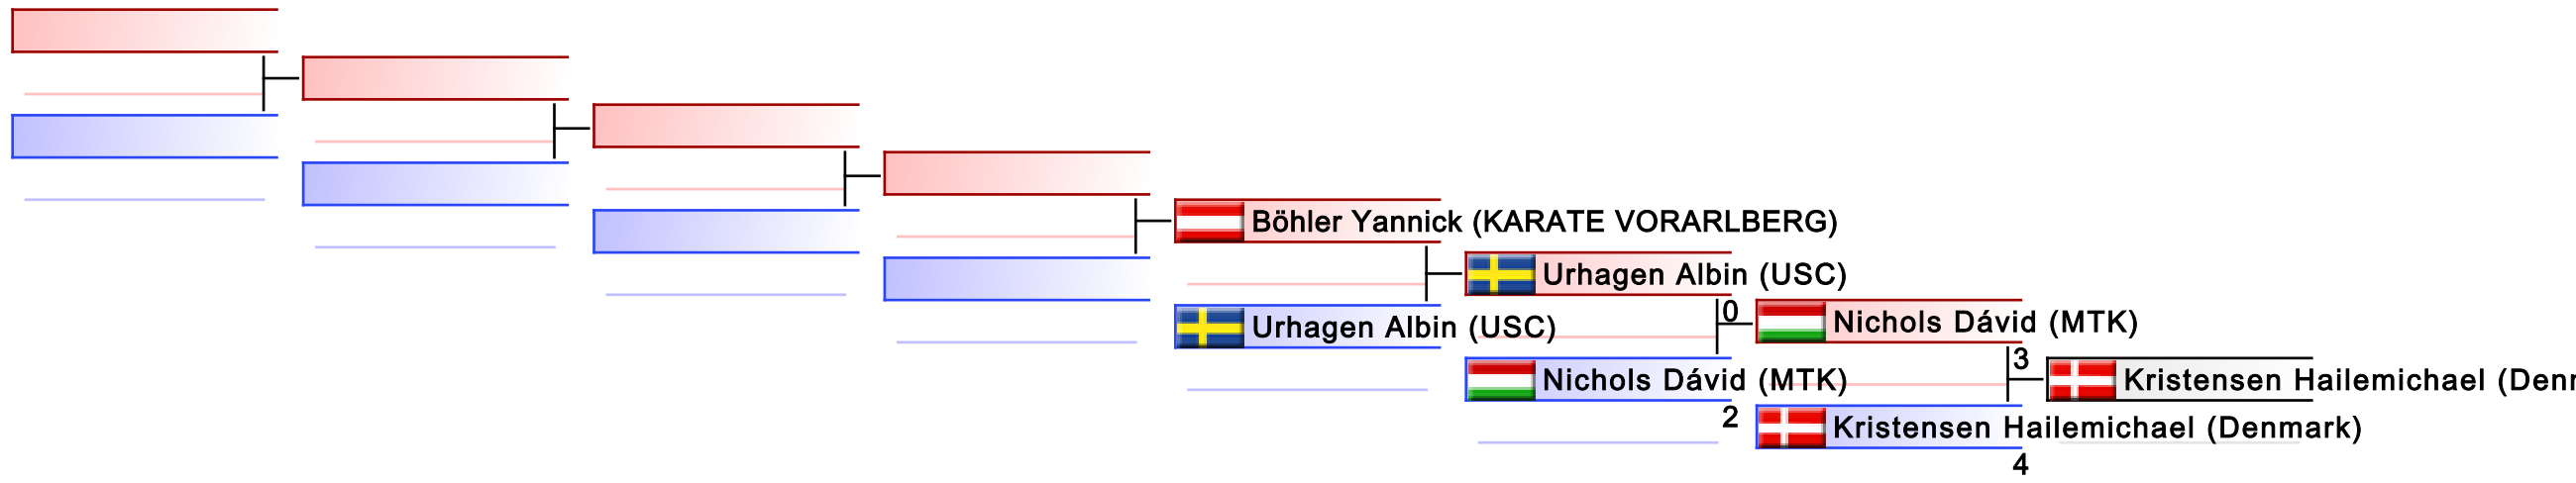 Böhler Yannick (KARATE VORARLBERG)
Urhagen Albin (USC)
0
Urhagen Albin (USC)
Nichols Dávid (MTK)
3
Nichols Dávid (MTK)
2
Kristensen Hailemichael (Den
Kristensen Hailemichael (Denmark)
4